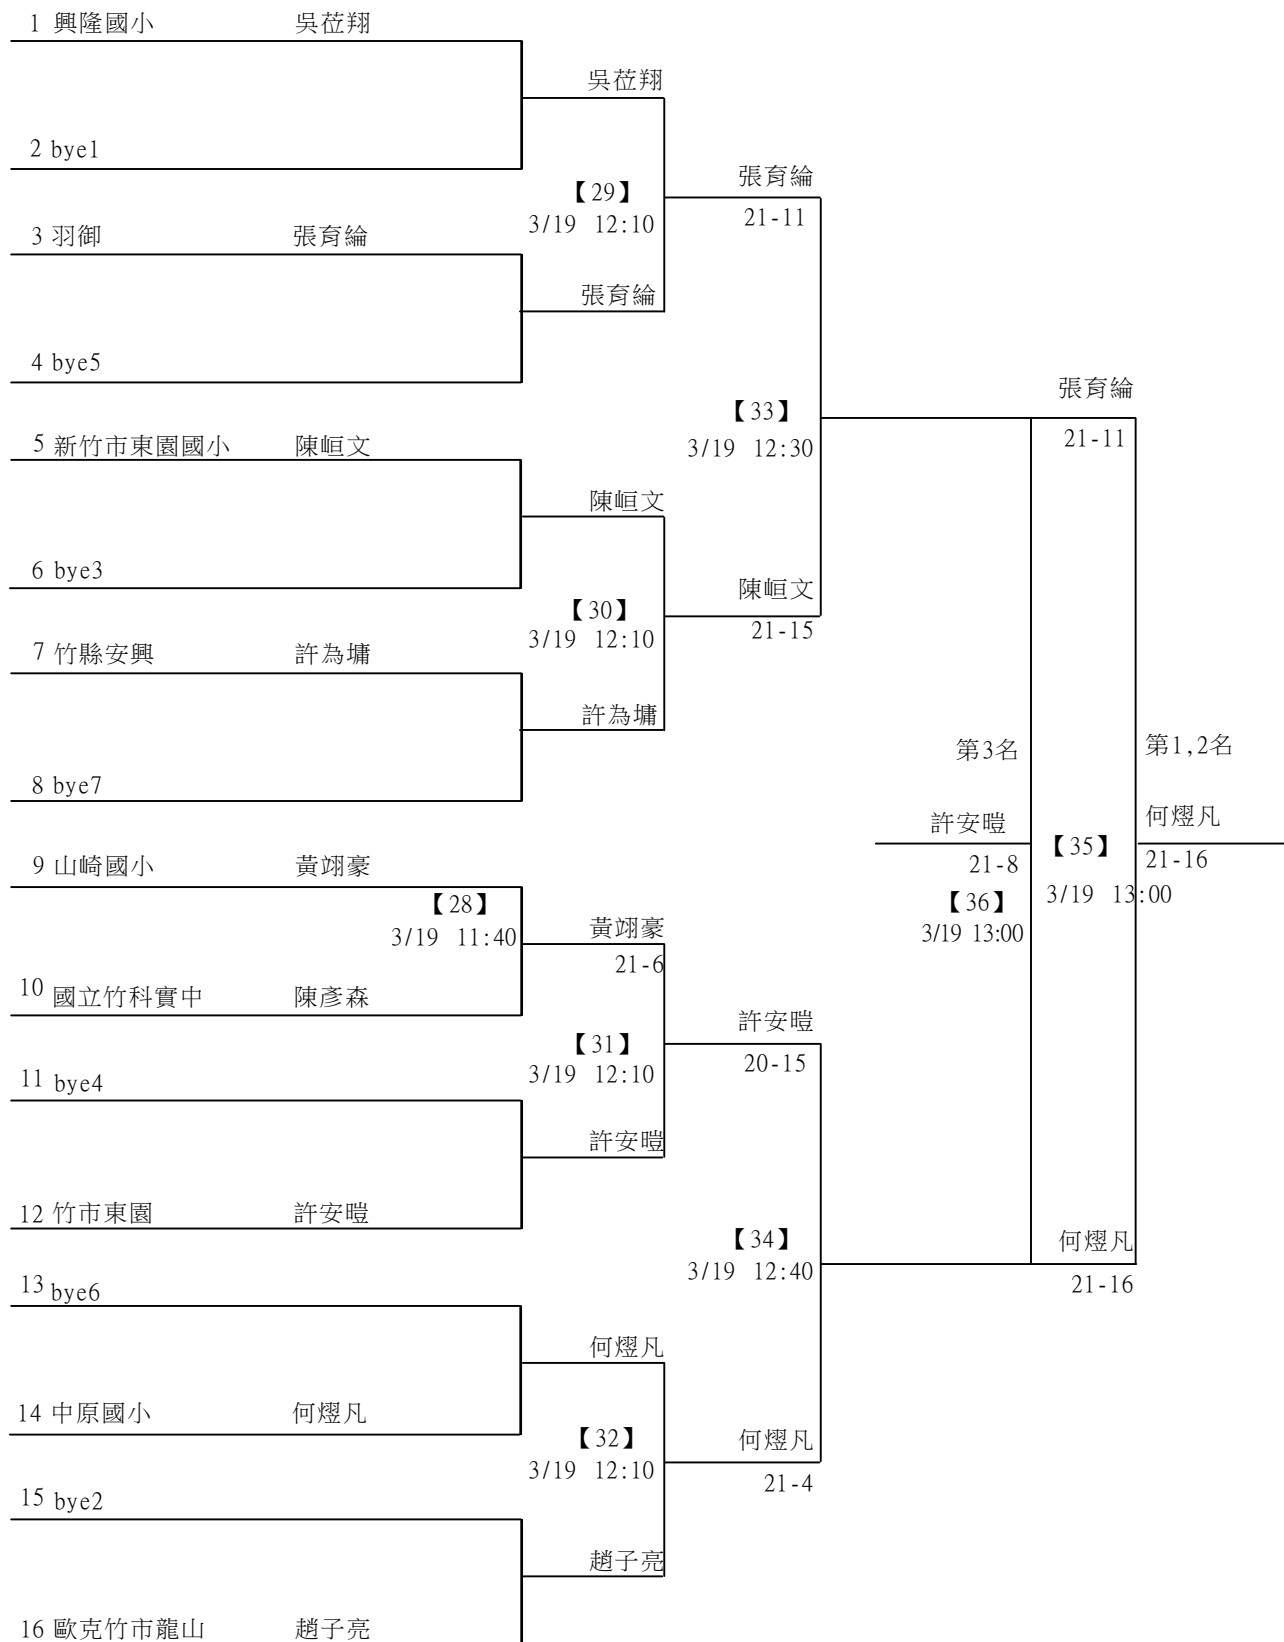 1 興隆國小 吳莅翔
吳莅翔
2 bye1
【29】
3/19 12:10
張育綸
21-11
3 羽御 張育綸
張育綸
4 bye5
【33】
3/19 12:30
張育綸
21-11
5 新竹市東園國小 陳峘文
陳峘文
6 bye3
【30】
3/19 12:10
陳峘文
21-15
7 竹縣安興 許為墉
許為墉
8 bye7
第3名
第1,2名
許安暟
21-8
【36】
3/19 13:00
【35】
3/19 13:00
何熤凡
21-16
9 山崎國小 黃翊豪
【28】
3/19 11:40
黃翊豪
21-6
10 國立竹科實中 陳彥森
【31】
3/19 12:10
許安暟
20-15
11 bye4
許安暟
12 竹市東園 許安暟
【34】
3/19 12:40
何熤凡
21-16
13 bye6
何熤凡
14 中原國小 何熤凡
【32】
3/19 12:10
何熤凡
21-4
15 bye2
趙子亮
16 歐克竹市龍山 趙子亮